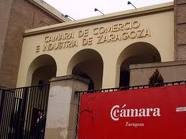 CAMARA DE COMERCIO
E INDUSTRIA DE ZARAGOZA
Cámara
Zaragoza